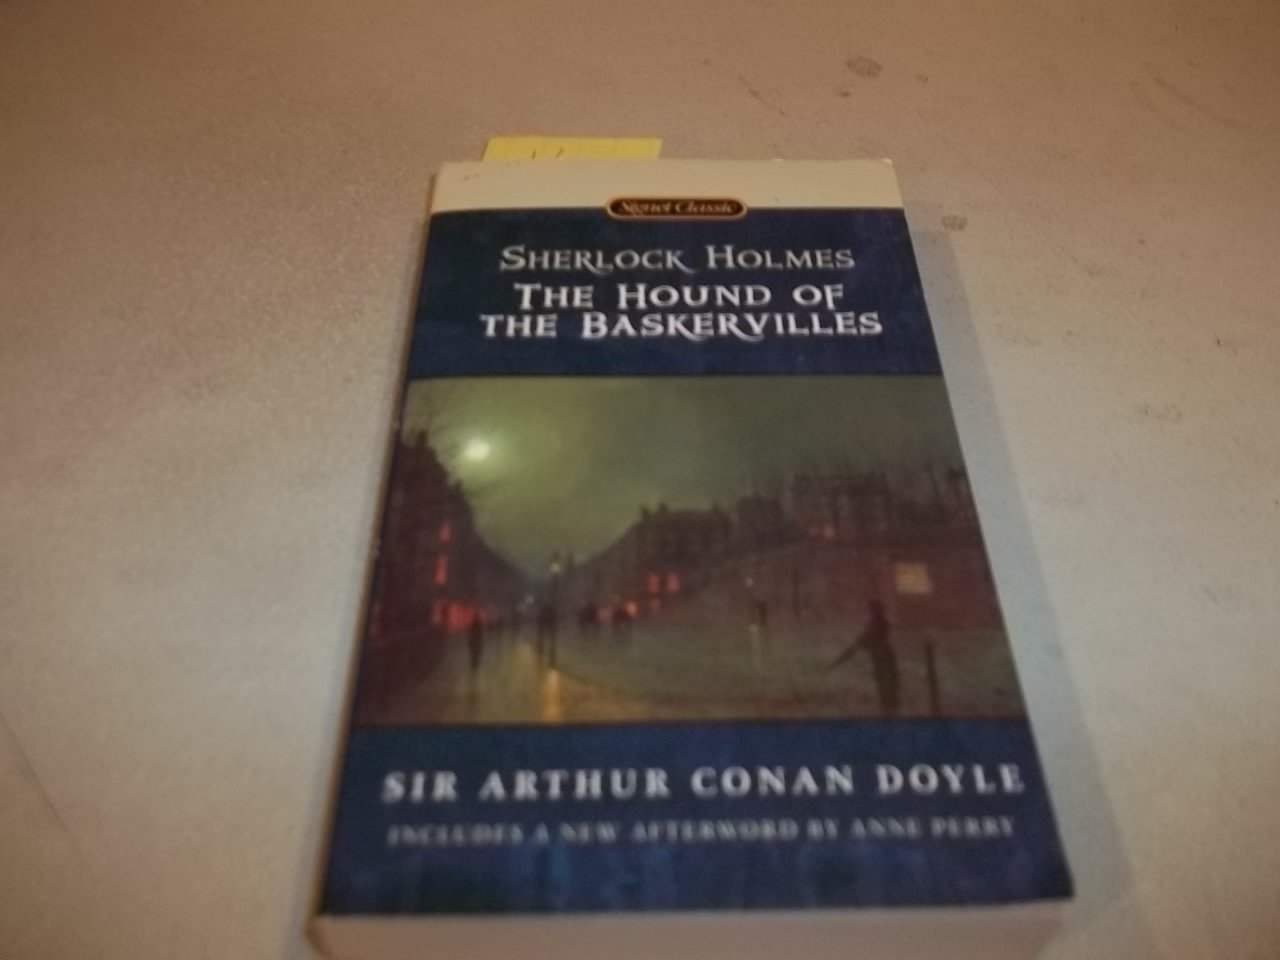 Signet Classic
SHERLOCK HOLMES
THE HOUND OF
THE BASKERVILLES
SIR ARTHUR CONAN DOYLE
INCLUDES A NEW AFTERWORD BY ANNE PERRY